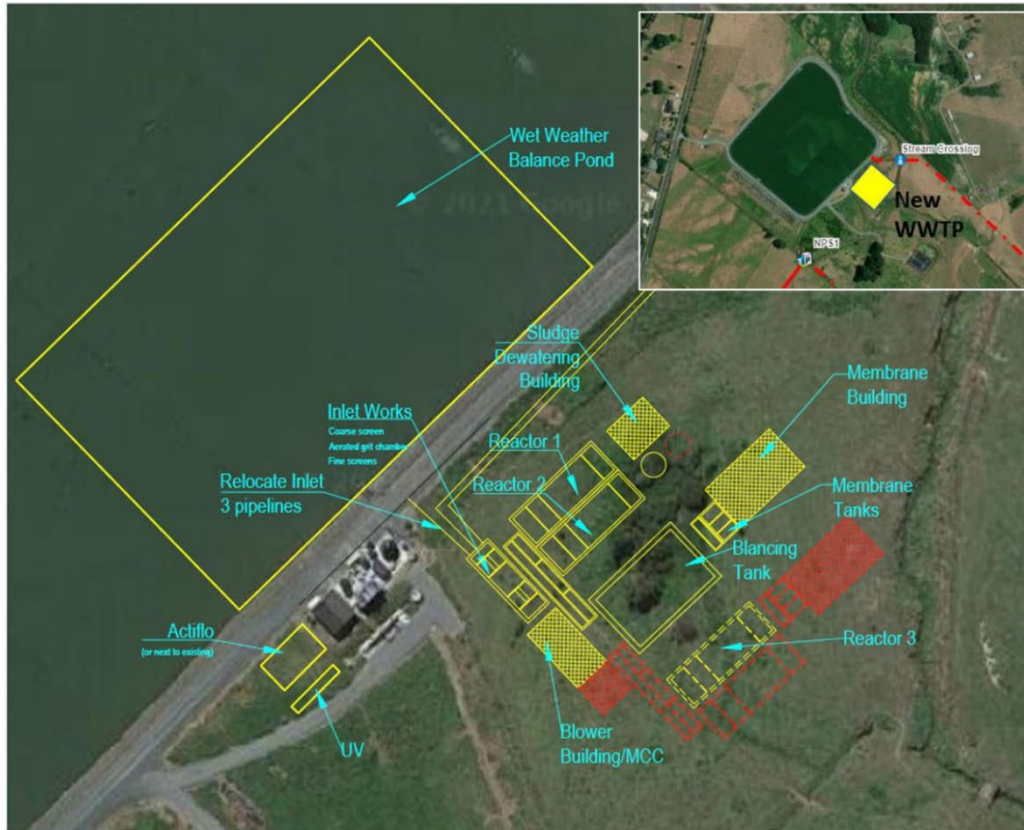 Wet Weather
Balance Pond
2021 Google
Stream Crossing
New
WWTP
NPS1
Sludge
Dewatering
Building
Membrane
Building
Inlet Works
Coarse screen
Aerated grit chamber
Fine screens
Reactor 1
Reactor 2
Relocate Inlet
3 pipelines
Membrane
Tanks
Blancing
Tank
Actiflo
(or next to existing)
Reactor 3
UV
Blower
Building/MCC